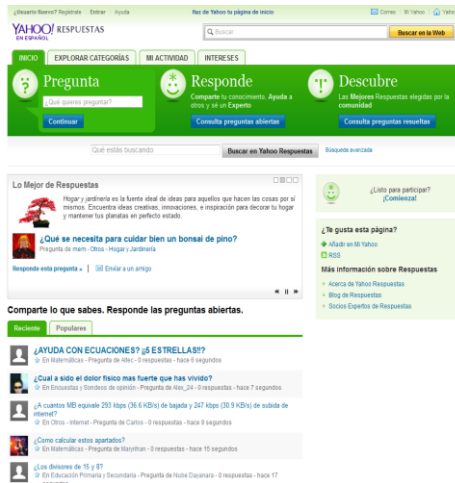 ¿Usuario Nuevo? Regístrate Entrar Ayuda Haz de Yahoo tu página de inicio Correo Mi Yahoo Yahoo
YAHOO! RESPUESTAS
EN ESPAÑOL
Buscar Buscar en la Web
INICIO EXPLORAR CATEGORÍAS MI ACTIVIDAD INTERESES
Pregunta Responde Descubre
¿Qué quieres preguntar? Comparte tu conocimiento, Ayuda a otros y sé un Experto Las Mejores Respuestas elegidas por la comunidad
Continuar Consulta preguntas abiertas Consulta preguntas resueltas
Qué estás buscando Buscar en Yahoo Respuestas Búsqueda avanzada
Lo Mejor de Respuestas
Hogar y jardinería es la fuente ideal de ideas para aquellos que hacen las cosas por sí
mismos. Encuentra ideas creativas, innovaciones, e inspiración para decorar tu hogar
y mantener tus planatas en perfecto estado.
¿Qué se necesita para cuidar bien un bonsai de pino?
Pregunta de mem - Otros - Hogar y Jardinería
Responde esta pregunta » Enviar a un amigo
¿Listo para participar?
¡Comienza!
¿Te gusta esta página?
Añadir en Mi Yahoo
RSS
Más información sobre Respuestas
Acerca de Yahoo Respuestas
Blog de Respuestas
Socios Expertos de Respuestas
Comparte lo que sabes. Responde las preguntas abiertas.
Reciente Populares
¿AYUDA CON ECUACIONES? ¡¡5 ESTRELLAS!!?
En Matemáticas - Pregunta de Altec - 0 respuestas - hace 6 segundos
¿Cual a sido el dolor fisico mas fuerte que has vivido?
En Encuestas y Sondeos de opinión - Pregunta de Alex_24 - 0 respuestas - hace 7 segundos
¿A cuantos MB equivale 293 kbps (36.6 KB/s) de bajada y 247 kbps (30.9 KB/s) de subida de
internet?
En Otros - Internet - Pregunta de Carlos - 0 respuestas - hace 9 segundos
¿Como calcular estos apartados?
En Matemáticas - Pregunta de Maryfran - 0 respuestas - hace 15 segundos
¿Los divisores de 15 y 8?
En Educación Primaria y Secundaria - Pregunta de Nuite Dayanara - 0 respuestas - hace 17